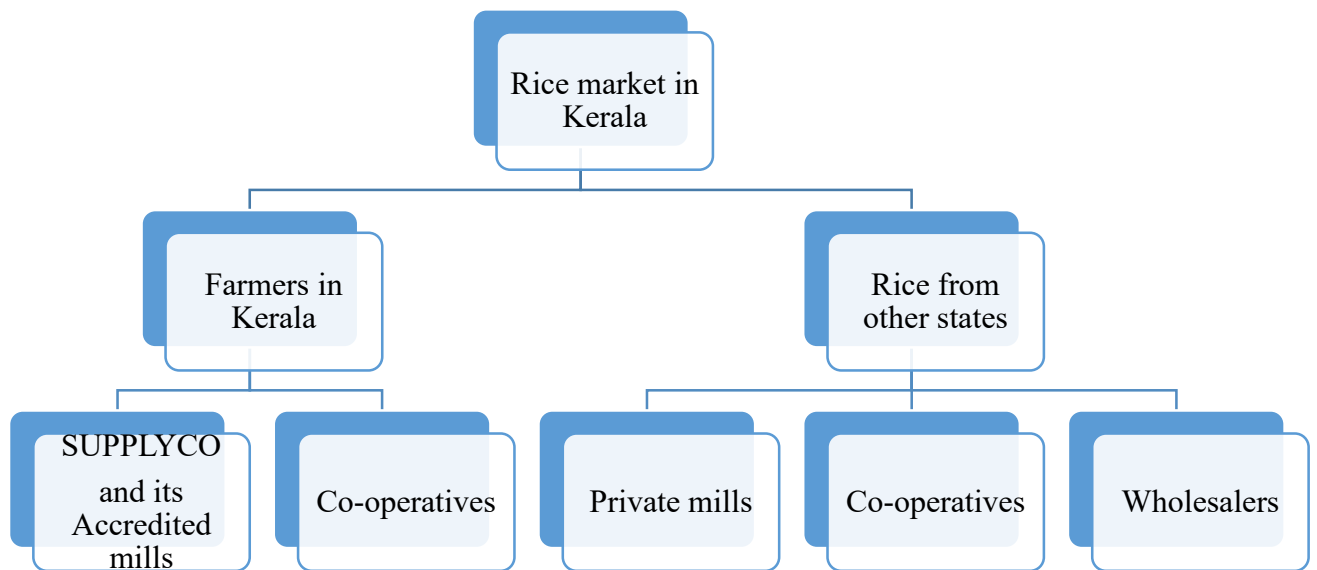 Rice market in
Kerala
Farmers in
Kerala
Rice from
other states
SUPPLYCO
and its
Accredited
mills
Co-operatives
Private mills
Co-operatives
Wholesalers